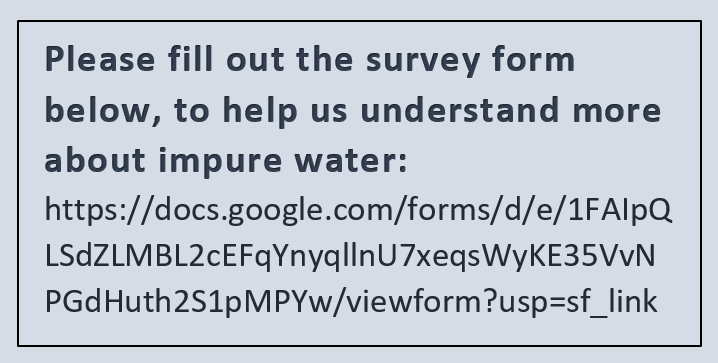 Please fill out the survey form
below, to help us understand more
about impure water:
https://docs.google.com/forms/d/e/1FAIpQ
LSdZLMBL2cEFqYnyqllnU7xeqsWyKE35VvN
PGdHuth2S1pMPYw/viewform?usp=sf_link